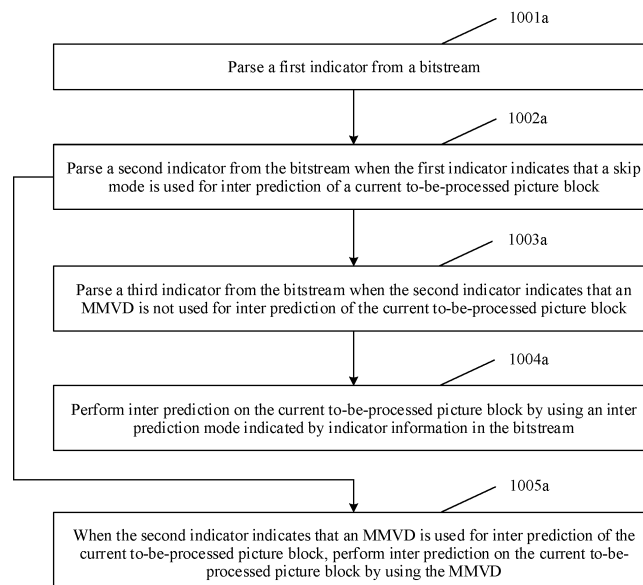 1001a
Parse a first indicator from a bitstream
1002a
Parse a second indicator from the bitstream when the first indicator indicates that a skip
mode is used for inter prediction of a current to-be-processed picture block
1003a
Parse a third indicator from the bitstream when the second indicator indicates that an
MMVD is not used for inter prediction of the current to-be-processed picture block
1004a
Perform inter prediction on the current to-be-processed picture block by using an inter
prediction mode indicated by indicator information in the bitstream
1005a
When the second indicator indicates that an MMVD is used for inter prediction of the
current to-be-processed picture block, perform inter prediction on the current to-be-
processed picture block by using the MMVD